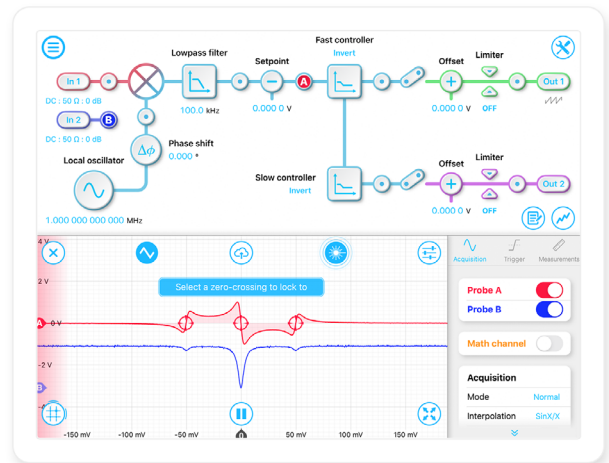 Fast controller
Invert
Lowpass filter
Setpoint
Offset
Limiter
In 1
A
Out 1
DC : 50 Ω : 0 dB
100.0 kHz
0.000 0 V
0.000 0 V
OFF
In 2
B
DC : 50 Ω : 0 dB
Phase shift
Δϕ
0.000 °
Local oscillator
Slow controller
Invert
Offset
Limiter
Out 2
0.000 0 V
OFF
1.000 000 000 000 MHz
4 V
Select a zero-crossing to lock to
2 V
A
0 V
-2 V
B
-150 mV
-100 mV
-50 mV
0
50 mV
100 mV
150 mV
Acquisition
Trigger
Measurements
Probe A
Probe B
Math channel
Acquisition
Mode
Normal
Interpolation
SinX/X